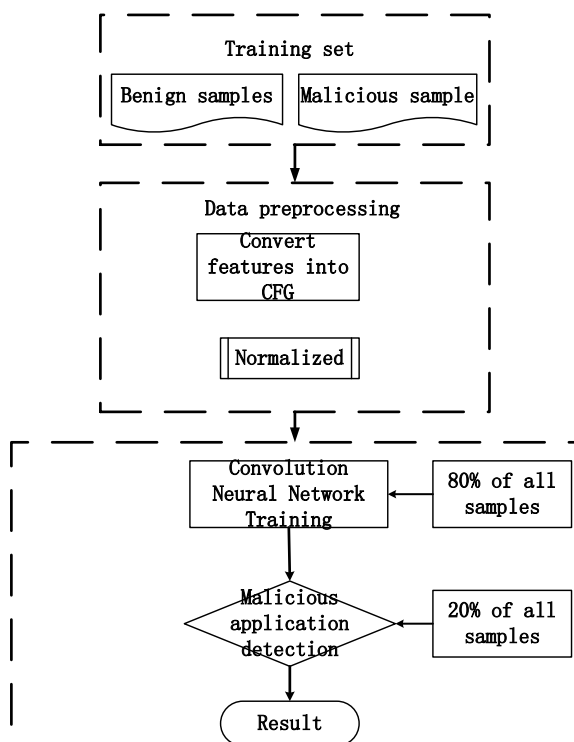 Training set
Benign samples
Malicious sample
Data preprocessing
Convert
features into
CFG
Normalized
Convolution
Neural Network
Training
80% of all
samples
Malicious
application
detection
20% of all
samples
Result